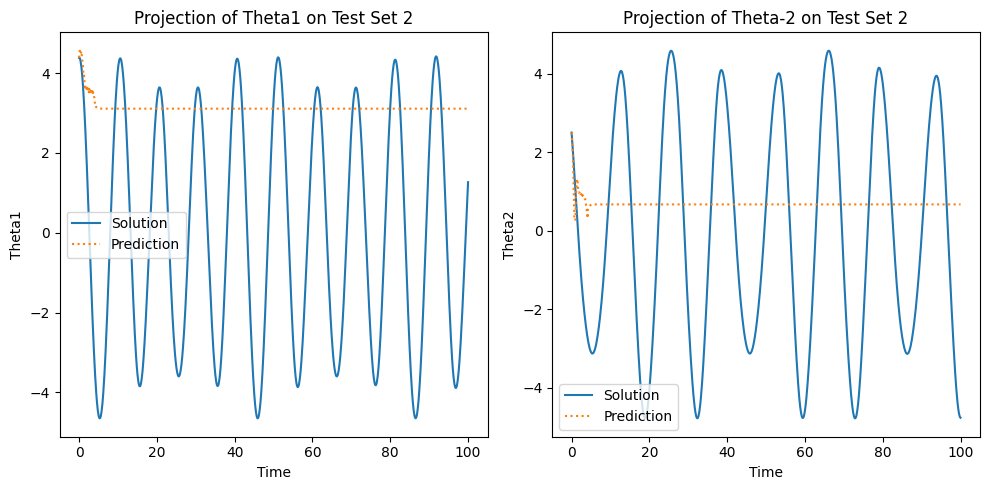 Projection of Theta1 on Test Set 2
Theta1
4
2
0
−2
−4
Solution
Prediction
0
20
40
60
80
100
Time
Projection of Theta-2 on Test Set 2
Theta2
4
2
0
−2
−4
Solution
Prediction
0
20
40
60
80
100
Time